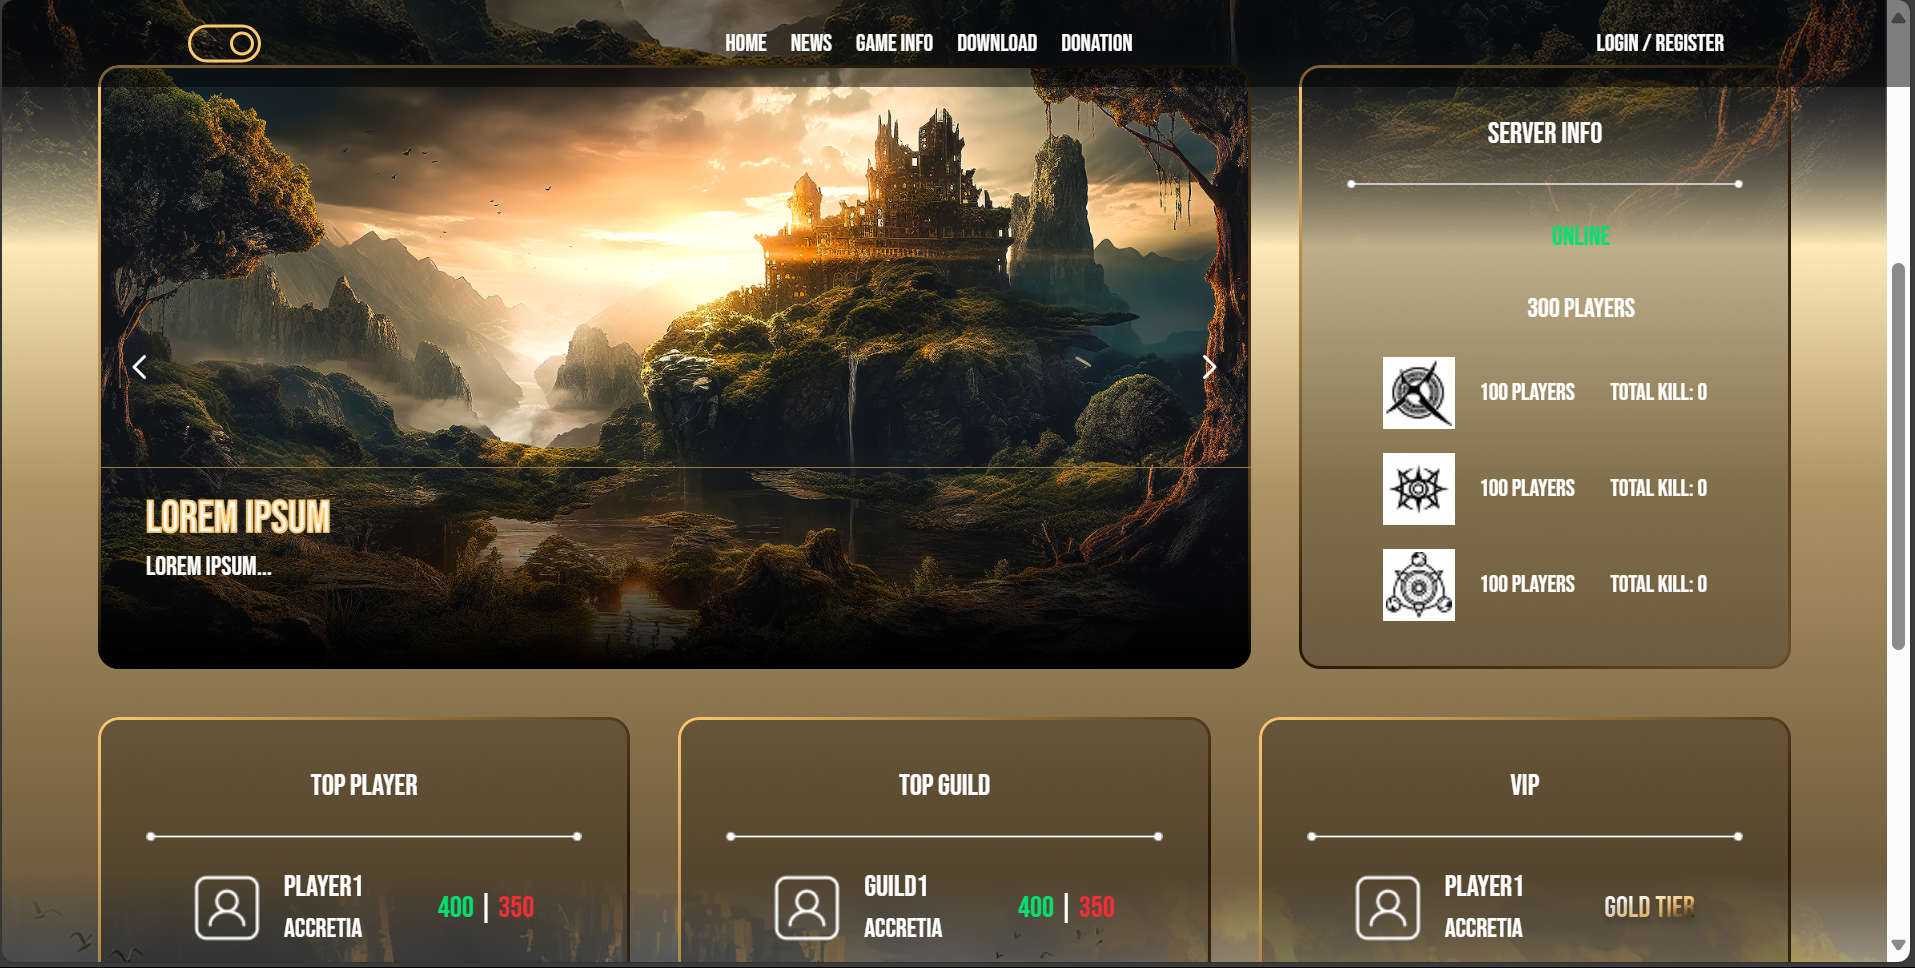 HOME NEWS GAME INFO DOWNLOAD DONATION LOGIN / REGISTER
LOREM IPSUM
LOREM IPSUM...
SERVER INFO
ONLINE
300 PLAYERS
100 PLAYERS TOTAL KILL: 0
100 PLAYERS TOTAL KILL: 0
100 PLAYERS TOTAL KILL: 0
TOP PLAYER
PLAYER1
ACCRETIA
400 | 350
TOP GUILD
GUILD1
ACCRETIA
400 | 350
VIP
PLAYER1
ACCRETIA
GOLD TIER